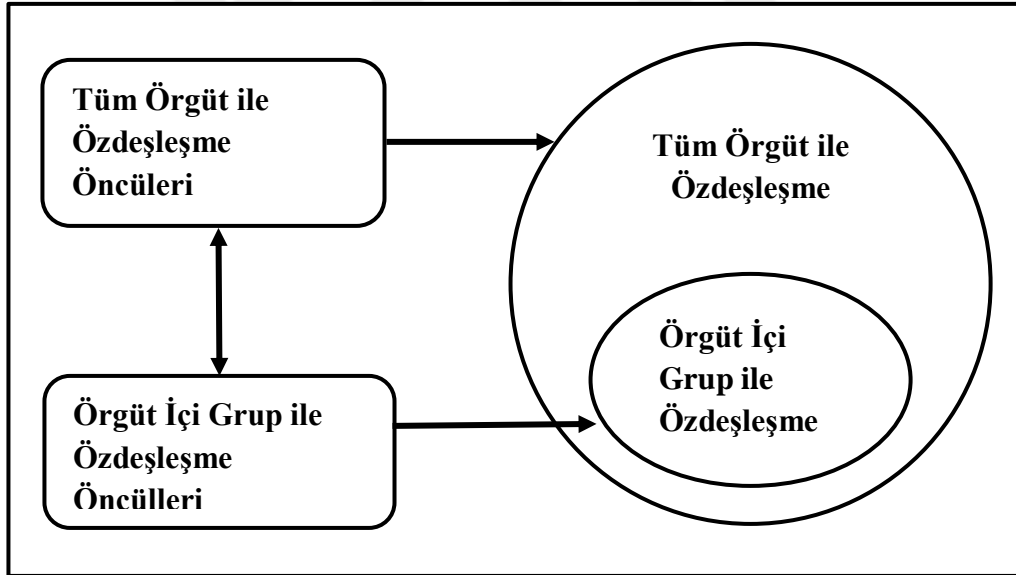 Tüm Örgüt ile
Özdeşleşme
Öncüleri
Tüm Örgüt ile
Özdeşleşme
Örgüt İçi
Grup ile
Özdeşleşme
Örgüt İçi Grup ile
Özdeşleşme
Öncülleri